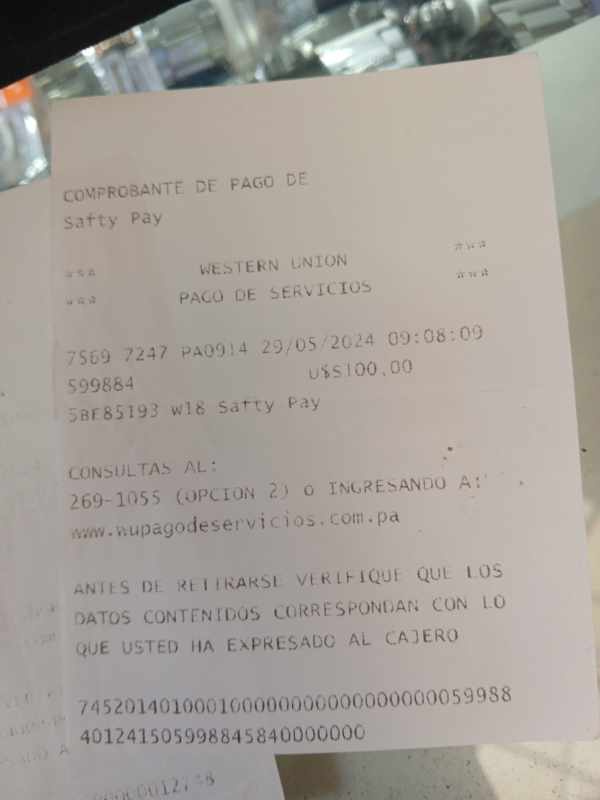 COMPROBANTE DE PAGO DE
Safty Pay
*** WESTERN UNION ***
*** PAGO DE SERVICIOS ***
7569 7247 PA0914 29/05/2024 09:08:09
599884 U$S100.00
5BE85193 W18 Safty Pay
CONSULTAS AL:
269-1055 (OPCION 2) O INGRESANDO A:
www.wupagodeservicios.com.pa
ANTES DE RETIRARSE VERIFIQUE QUE LOS
DATOS CONTENIDOS CORRESPONDAN CON LO
QUE USTED HA EXPRESADO AL CAJERO